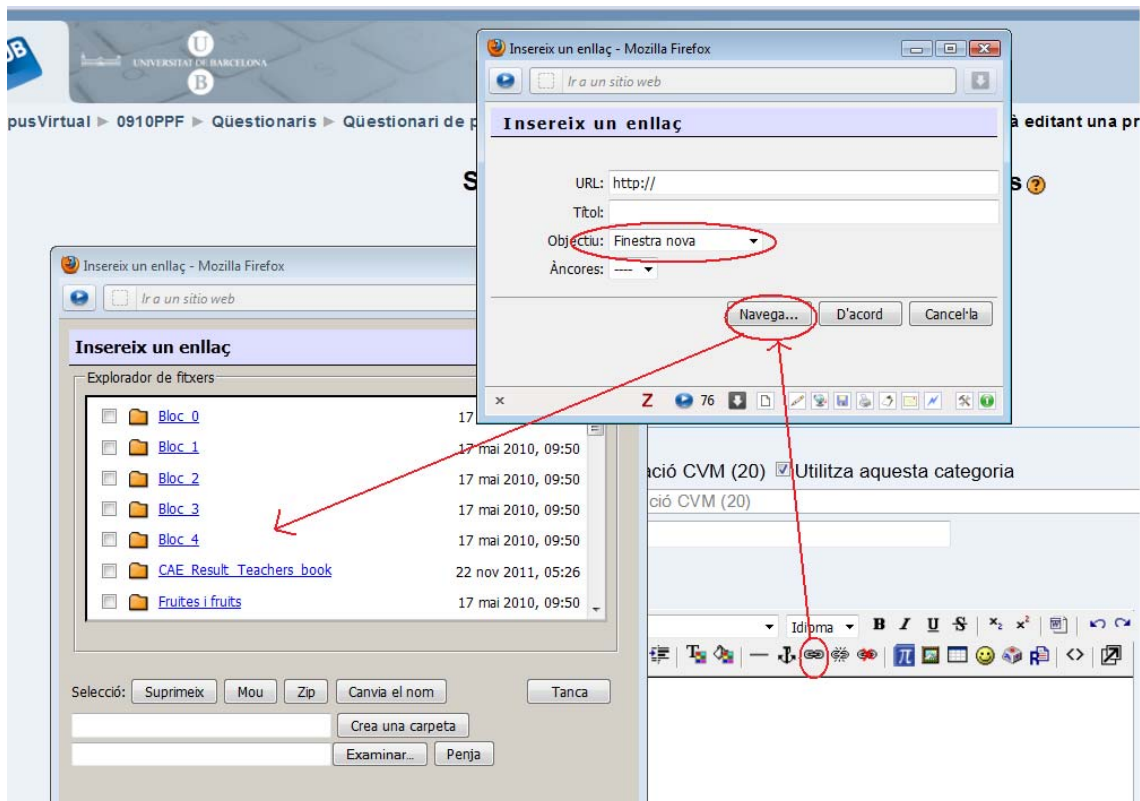 UB
U
UNIVERSITAT DE BARCELONA
B
pusVirtual ► 0910PPF ► Qüestionaris ► Qüestionari de p
à editant una pr
S
s
Insereix un enllaç - Mozilla Firefox
Ir a un sitio web
Insereix un enllaç
URL: http://
Títol:
Objectiu: Finestra nova
Àncores: ----
Navega... D'acord Cancel·la
x Z 76
Insereix un enllaç - Mozilla Firefox
Ir a un sitio web
Insereix un enllaç
Explorador de fitxers
Bloc_0 17
Bloc_1 17 mai 2010, 09:50
Bloc_2 17 mai 2010, 09:50
Bloc_3 17 mai 2010, 09:50
Bloc_4 17 mai 2010, 09:50
CAE_Result_Teachers_book 22 nov 2011, 05:26
Fruites i fruits 17 mai 2010, 09:50
Selecció: Suprimeix Mou Zip Canvia el nom Tanca
Crea una carpeta
Examinar... Penja
ació CVM (20) Utilitza aquesta categoria
ció CVM (20)
Idioma B I U S x₂ x²
π R <>